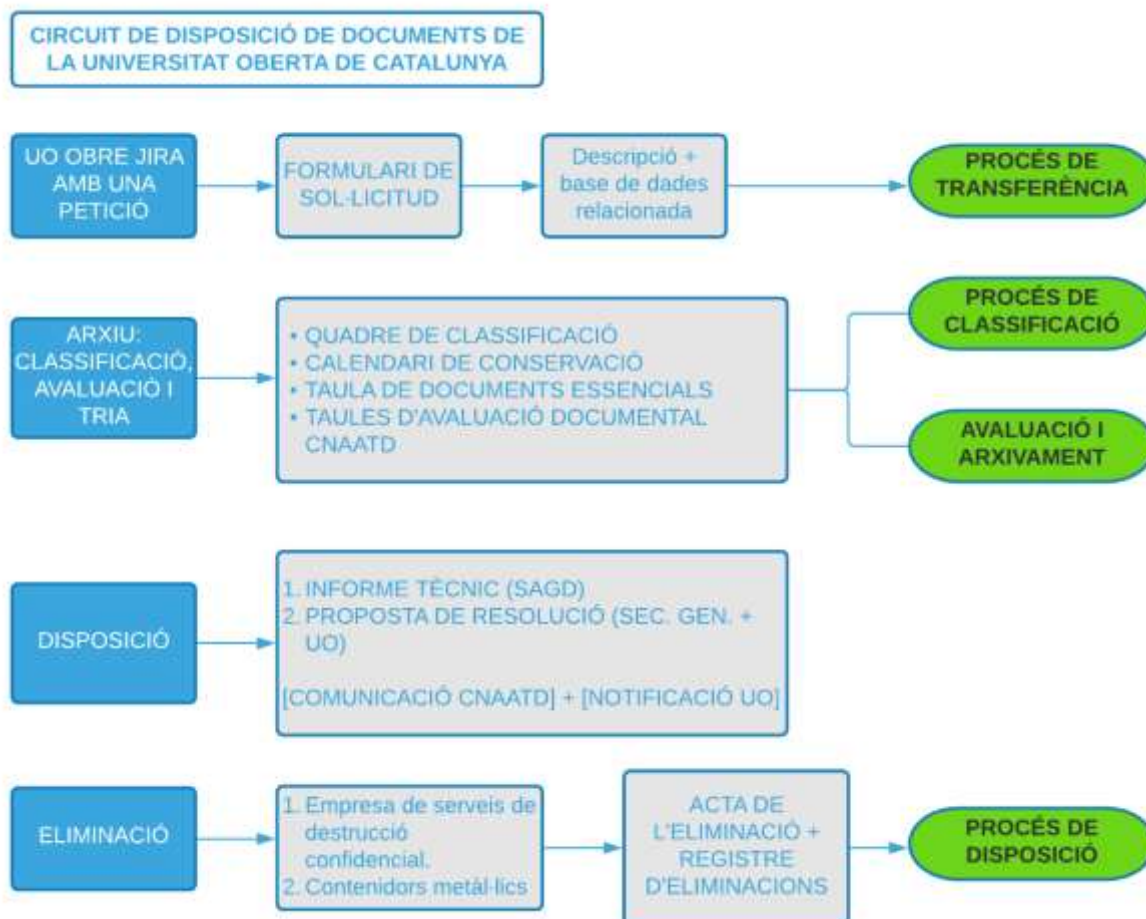 CIRCUIT DE DISPOSICIÓ DE DOCUMENTS DE
LA UNIVERSITAT OBERTA DE CATALUNYA
UO OBRE JIRA
AMB UNA
PETICIÓ
FORMULARI DE
SOL·LICITUD
Descripció +
base de dades
relacionada
PROCÉS DE
TRANSFERÈNCIA
ARXIU:
CLASSIFICACIÓ,
AVALUACIÓ I
TRIA
• QUADRE DE CLASSIFICACIÓ
• CALENDARI DE CONSERVACIÓ
• TAULA DE DOCUMENTS ESSENCIALS
• TAULES D'AVALUACIÓ DOCUMENTAL
CNAATD
PROCÉS DE
CLASSIFICACIÓ
AVALUACIÓ I
ARXIVAMENT
DISPOSICIÓ
1. INFORME TÈCNIC (SAGD)
2. PROPOSTA DE RESOLUCIÓ (SEC. GEN. +
UO)
[COMUNICACIÓ CNAATD] + [NOTIFICACIÓ UO]
ELIMINACIÓ
1. Empresa de serveis de
destrucció
confidencial.
2. Contenidors metàl·lics
ACTA DE
L'ELIMINACIÓ +
REGISTRE
D'ELIMINACIONS
PROCÉS DE
DISPOSICIÓ